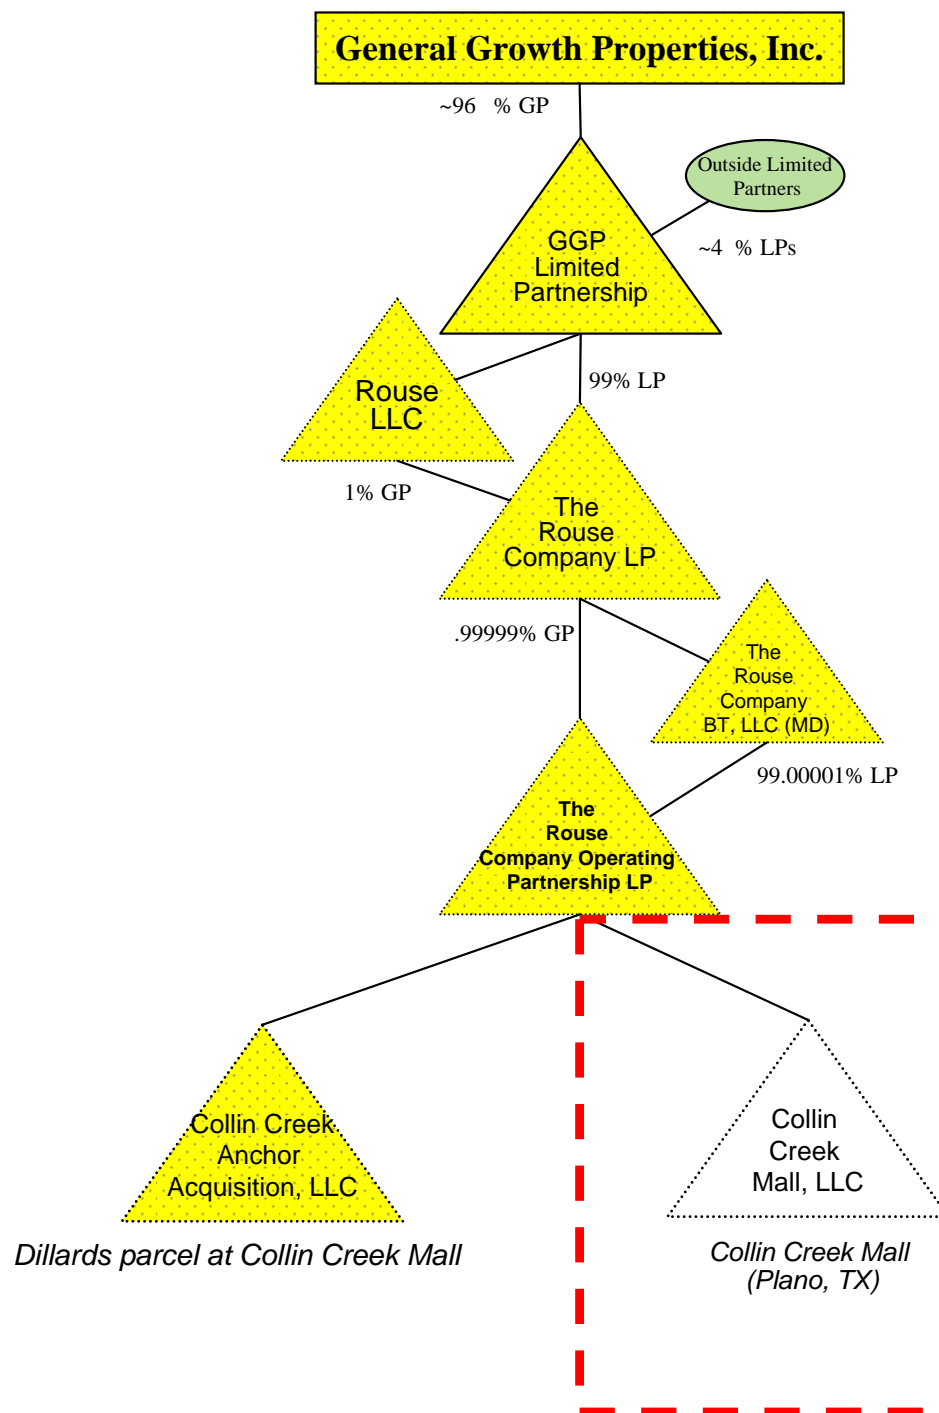 General Growth Properties, Inc.
~96 % GP
Outside Limited
Partners
~4 % LPs
GGP
Limited
Partnership
Rouse
LLC
99% LP
1% GP
The
Rouse
Company LP
.99999% GP
The
Rouse
Company
BT, LLC (MD)
99.00001% LP
The
Rouse
Company Operating
Partnership LP
Collin Creek
Anchor
Acquisition, LLC
Dillards parcel at Collin Creek Mall
Collin
Creek
Mall, LLC
Collin Creek Mall
(Plano, TX)